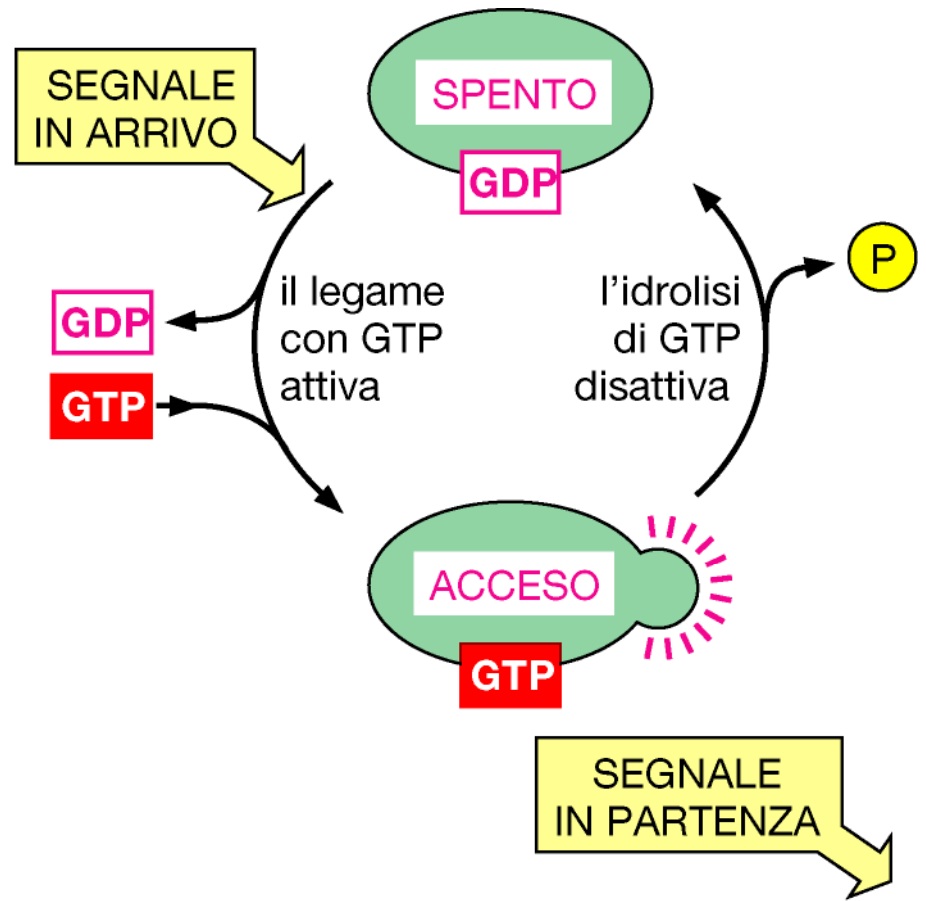 SEGNALE
IN ARRIVO
SPENTO
GDP
il legame
con GTP
attiva
GDP
GTP
l'idrolisi
di GTP
disattiva
P
ACCESO
GTP
SEGNALE
IN PARTENZA